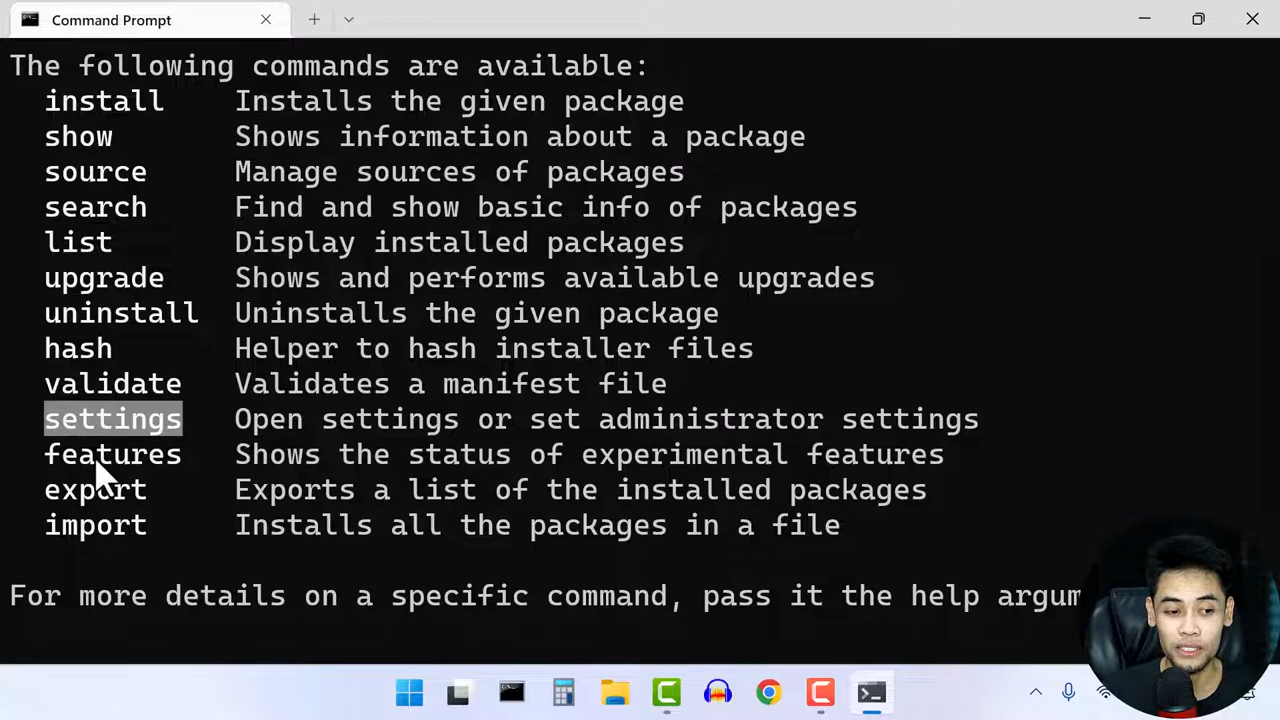 Command Prompt
The following commands are available:
install Installs the given package
show Shows information about a package
source Manage sources of packages
search Find and show basic info of packages
list Display installed packages
upgrade Shows and performs available upgrades
uninstall Uninstalls the given package
hash Helper to hash installer files
validate Validates a manifest file
settings Open settings or set administrator settings
features Shows the status of experimental features
export Exports a list of the installed packages
import Installs all the packages in a file
For more details on a specific command, pass it the help argum